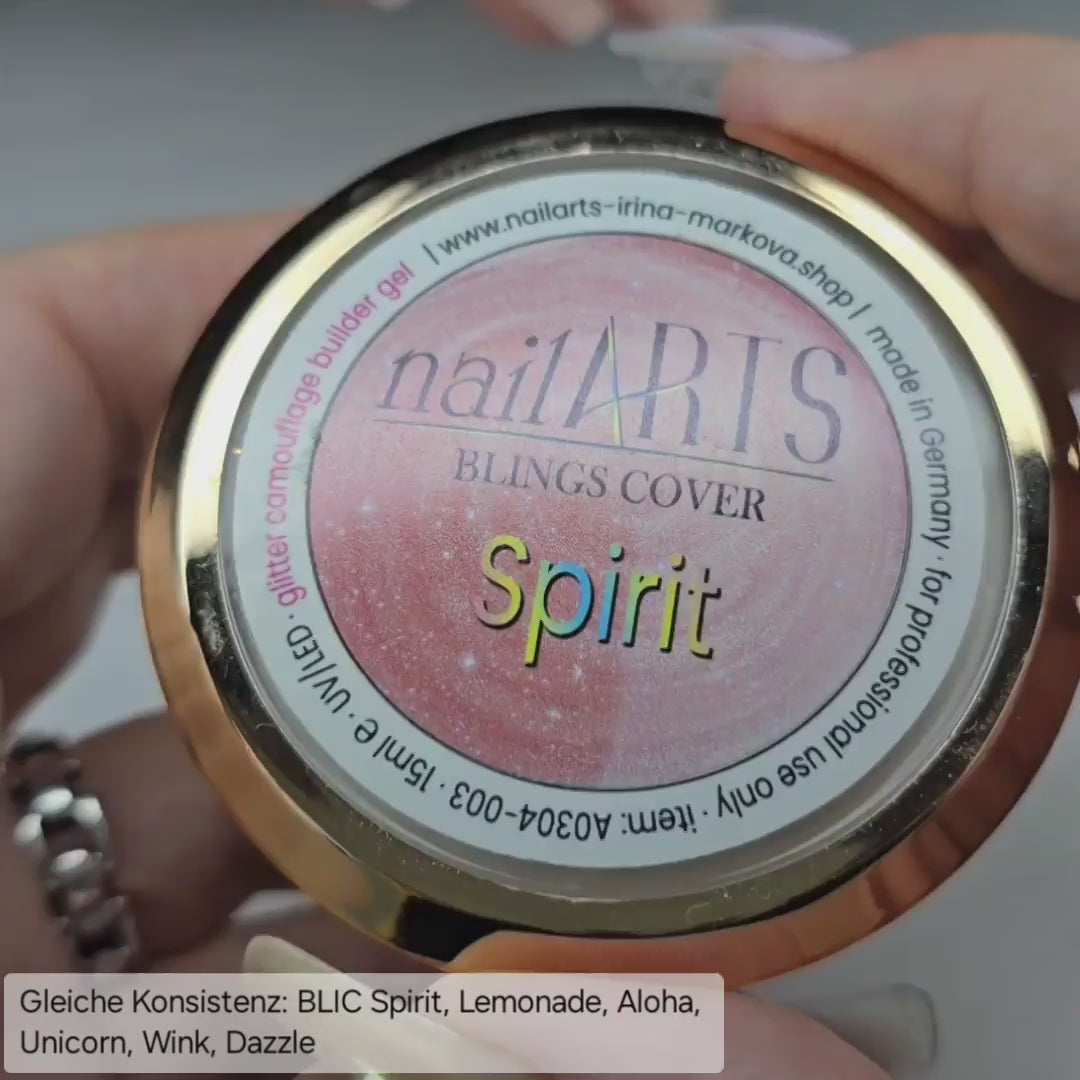 glitter camouflage builder gel | www.nailarts-irina-markova.shop | made in Germany · for professional use only · item: A0304-003 · 15ml e · UV/LED ·
nailARTS
BLINGS COVER
Spirit
Gleiche Konsistenz: BLIC Spirit, Lemonade, Aloha,
Unicorn, Wink, Dazzle